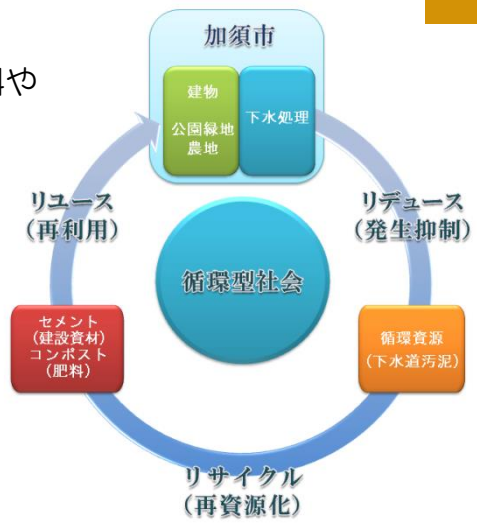 加須市
建物
公園緑地
農地
下水処理
や
リユース
(再利用)
リデュース
(発生抑制)
循環型社会
セメント
(建設資材)
コンポスト
(肥料)
循環資源
(下水道汚泥)
リサイクル
(再資源化)